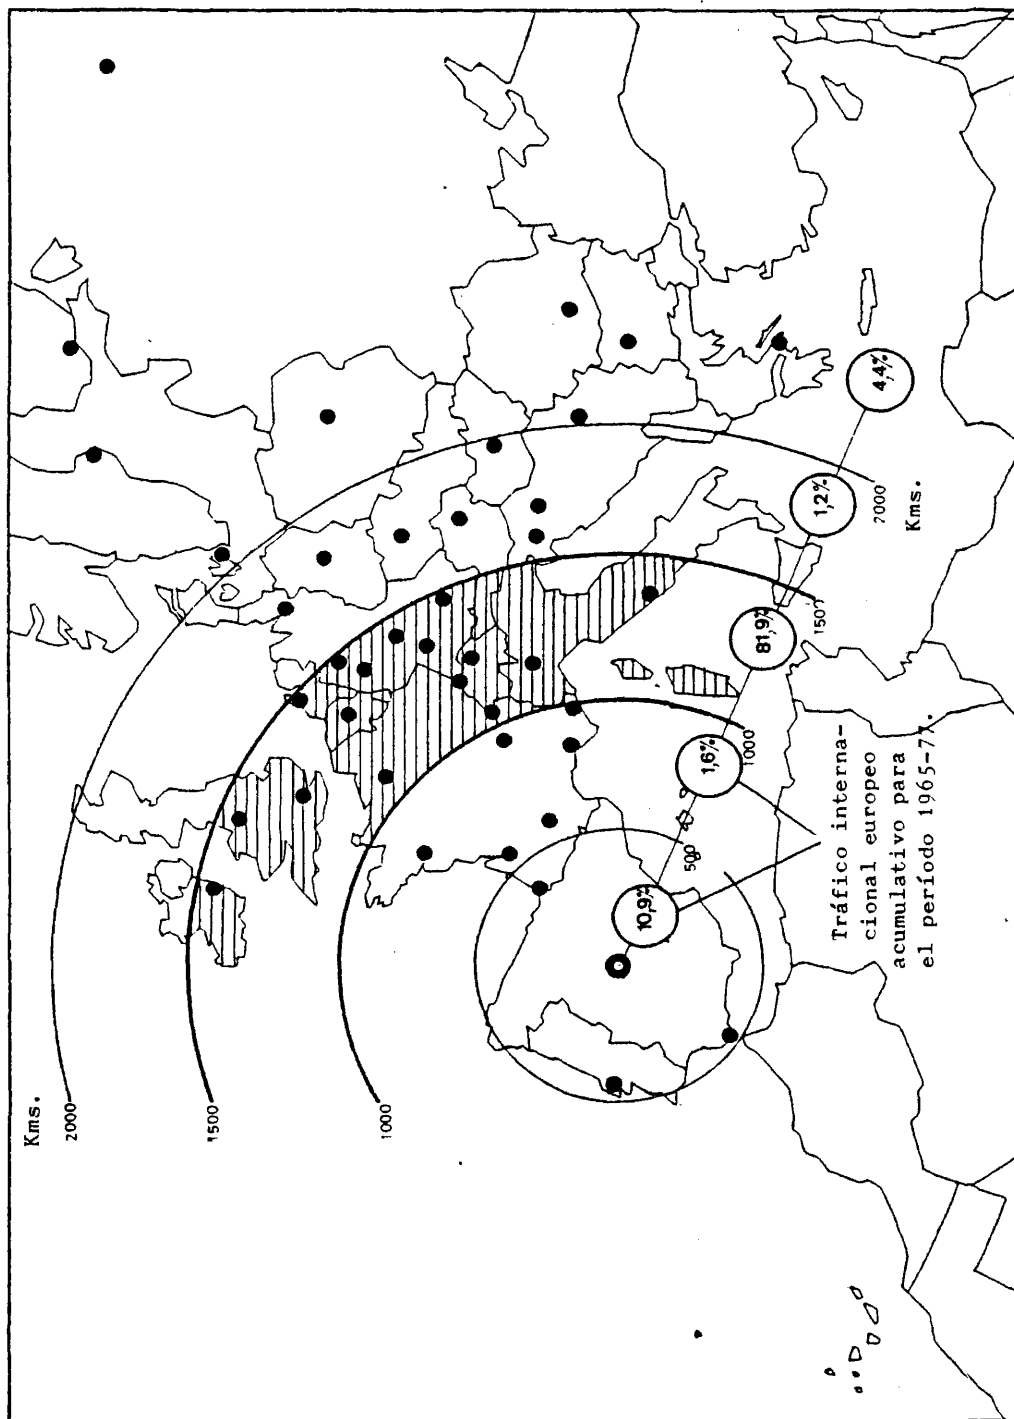 Kms.
2000
1500
1000
10,9%
500
1,6%
1000
81,9%
1500
1,2%
2000
Kms.
4,4%
Tráfico interna-
cional europeo
acumulativo para
el período 1965-77.